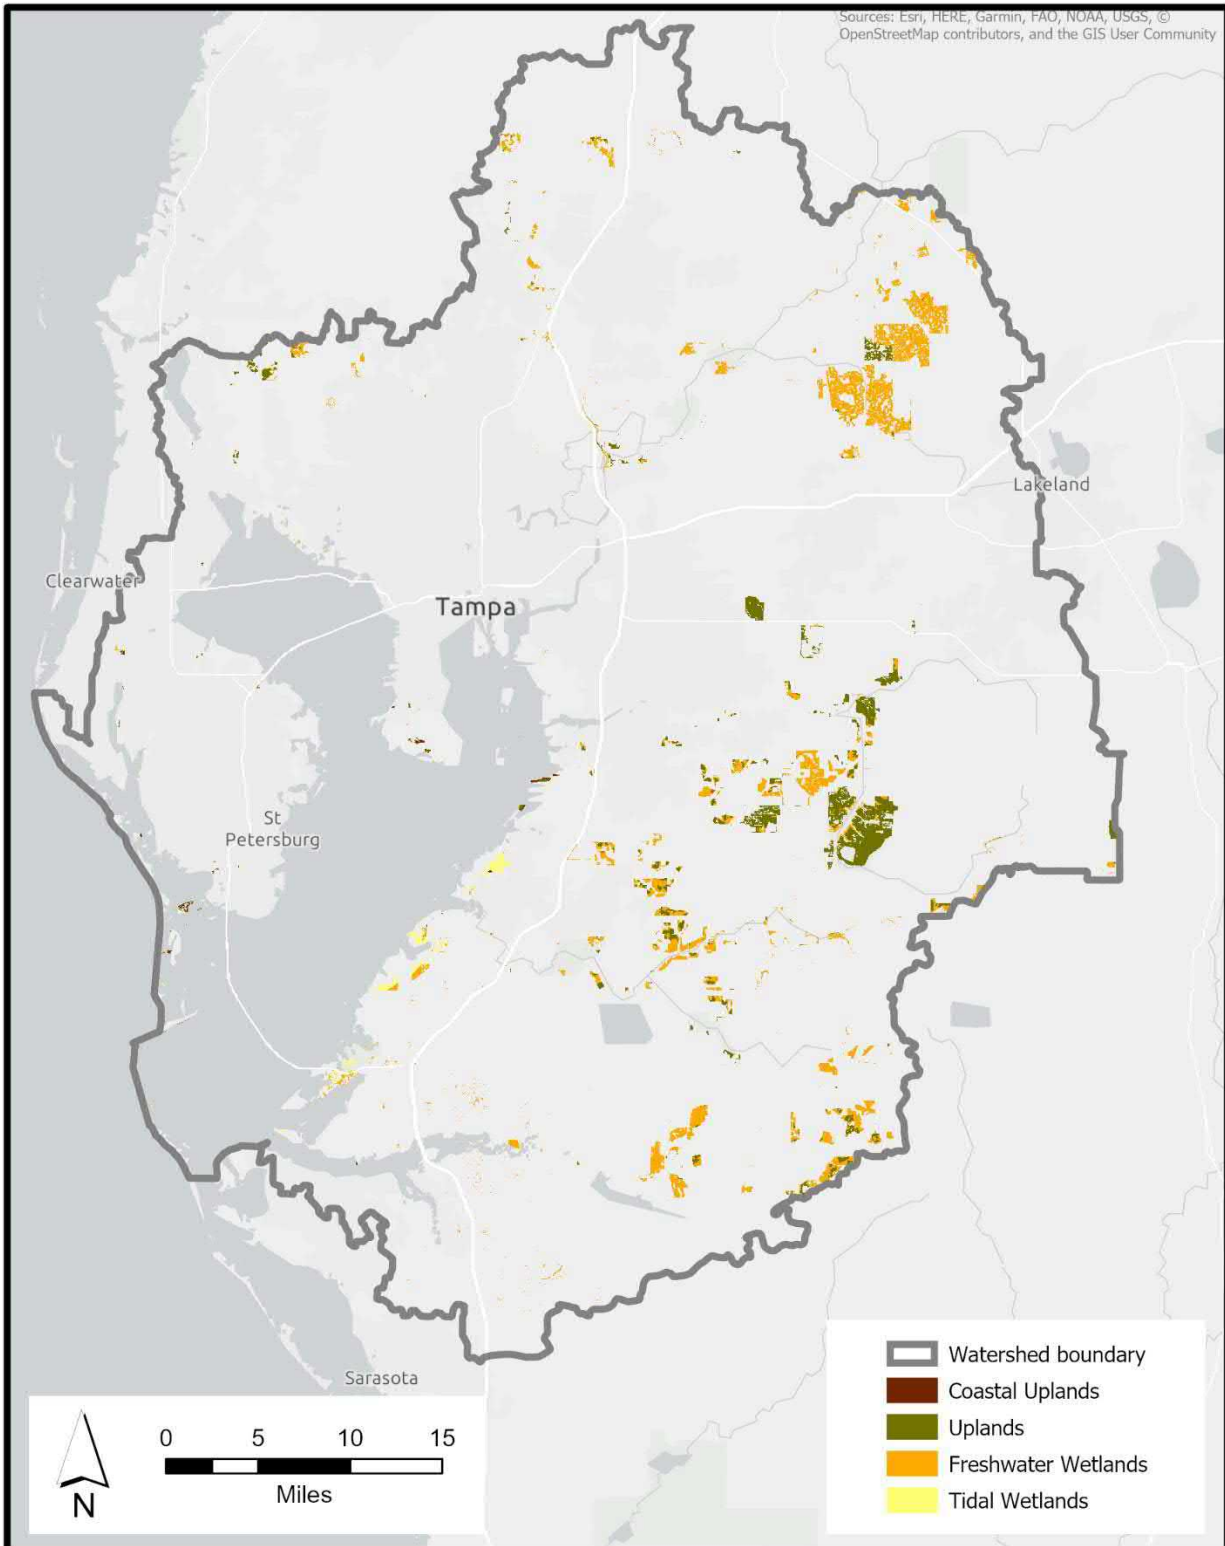 Sources: Esri, HERE, Garmin, FAO, NOAA, USGS, ©
OpenStreetMap contributors, and the GIS User Community
Lakeland
Clearwater
Tampa
St
Petersburg
Sarasota
Watershed boundary
Coastal Uplands
Uplands
Freshwater Wetlands
Tidal Wetlands
0 5 10 15
Miles
N